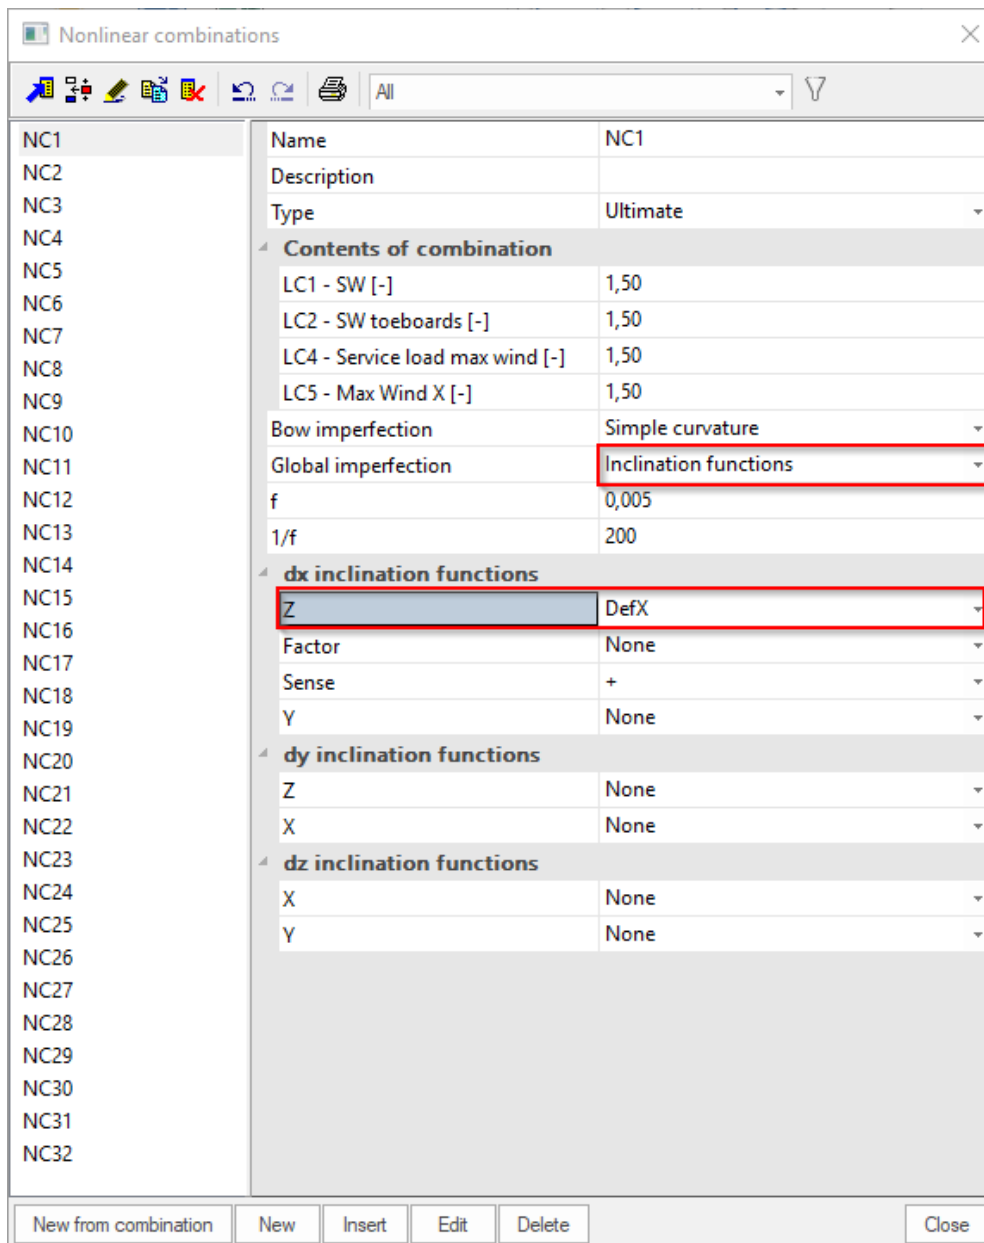 Nonlinear combinations
All
NC1
NC2
NC3
NC4
NC5
NC6
NC7
NC8
NC9
NC10
NC11
NC12
NC13
NC14
NC15
NC16
NC17
NC18
NC19
NC20
NC21
NC22
NC23
NC24
NC25
NC26
NC27
NC28
NC29
NC30
NC31
NC32
Name NC1
Description
Type Ultimate
Contents of combination
LC1 - SW [-] 1,50
LC2 - SW toeboards [-] 1,50
LC4 - Service load max wind [-] 1,50
LC5 - Max Wind X [-] 1,50
Bow imperfection Simple curvature
Global imperfection Inclination functions
f 0,005
1/f 200
dx inclination functions
Z DefX
Factor None
Sense +
Y None
dy inclination functions
Z None
X None
dz inclination functions
X None
Y None
New from combination New Insert Edit Delete Close